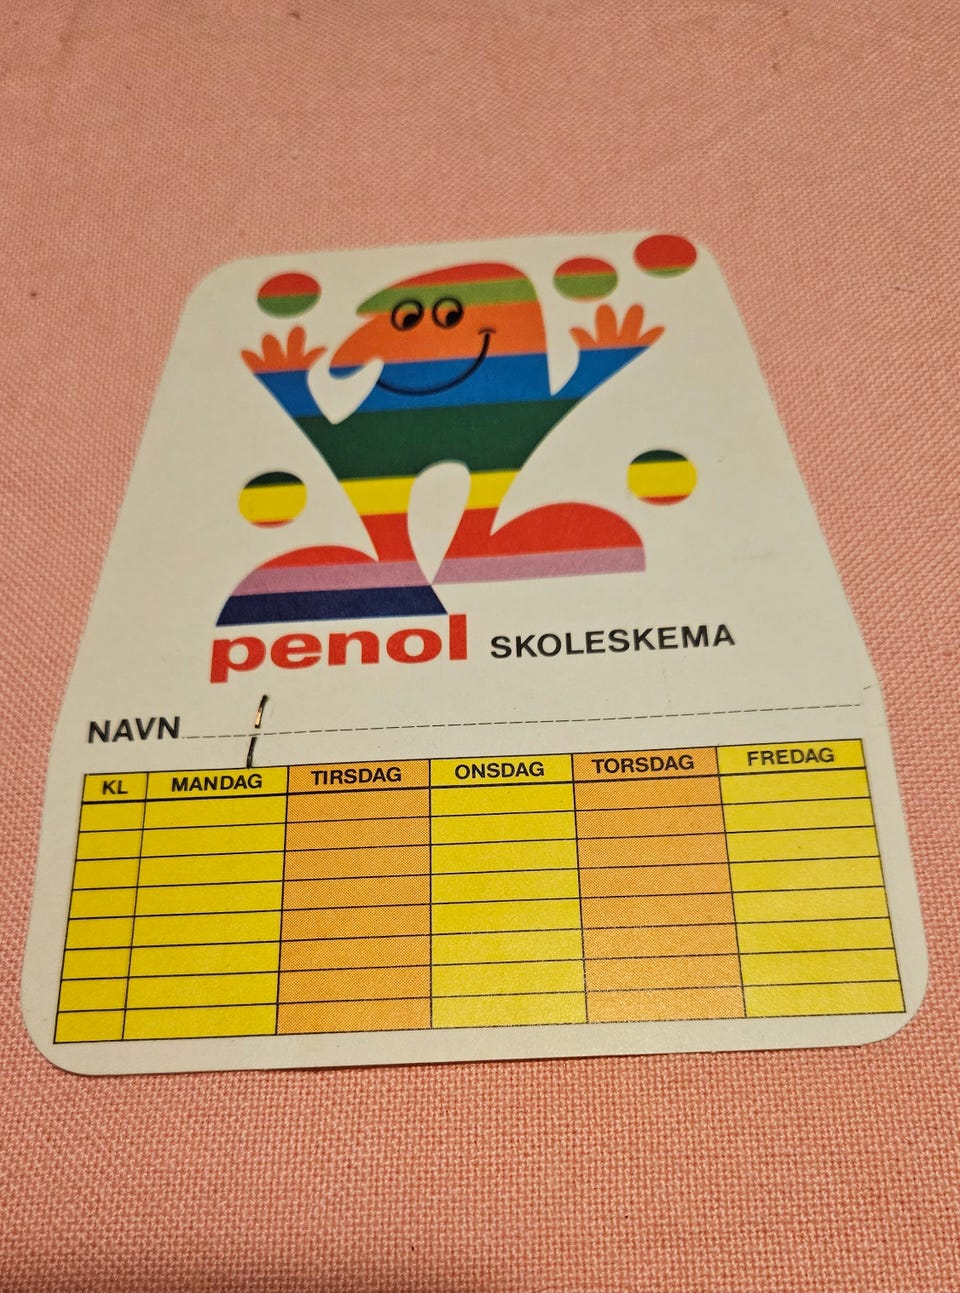 penol SKOLESKEMA
NAVN
KL MANDAG TIRSDAG ONSDAG TORSDAG FREDAG